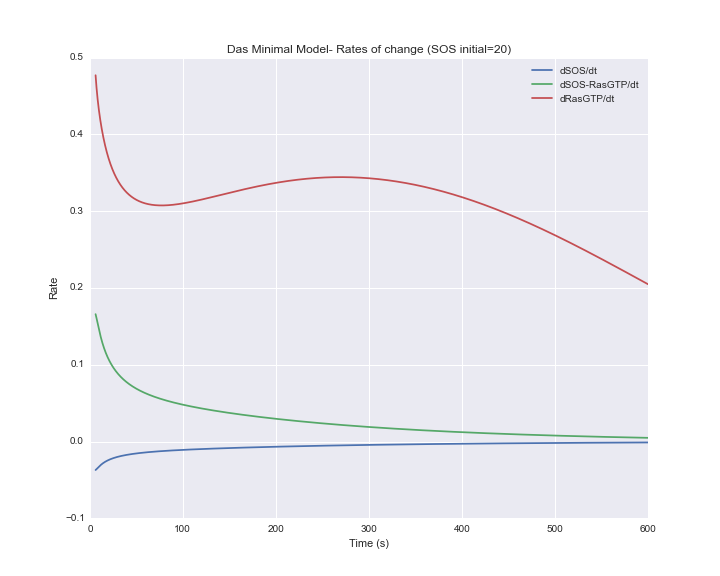 Das Minimal Model- Rates of change (SOS initial=20)
dSOS/dt
dSOS-RasGTP/dt
dRasGTP/dt
Rate
0.5
0.4
0.3
0.2
0.1
0.0
−0.1
0 100 200 300 400 500 600
Time (s)